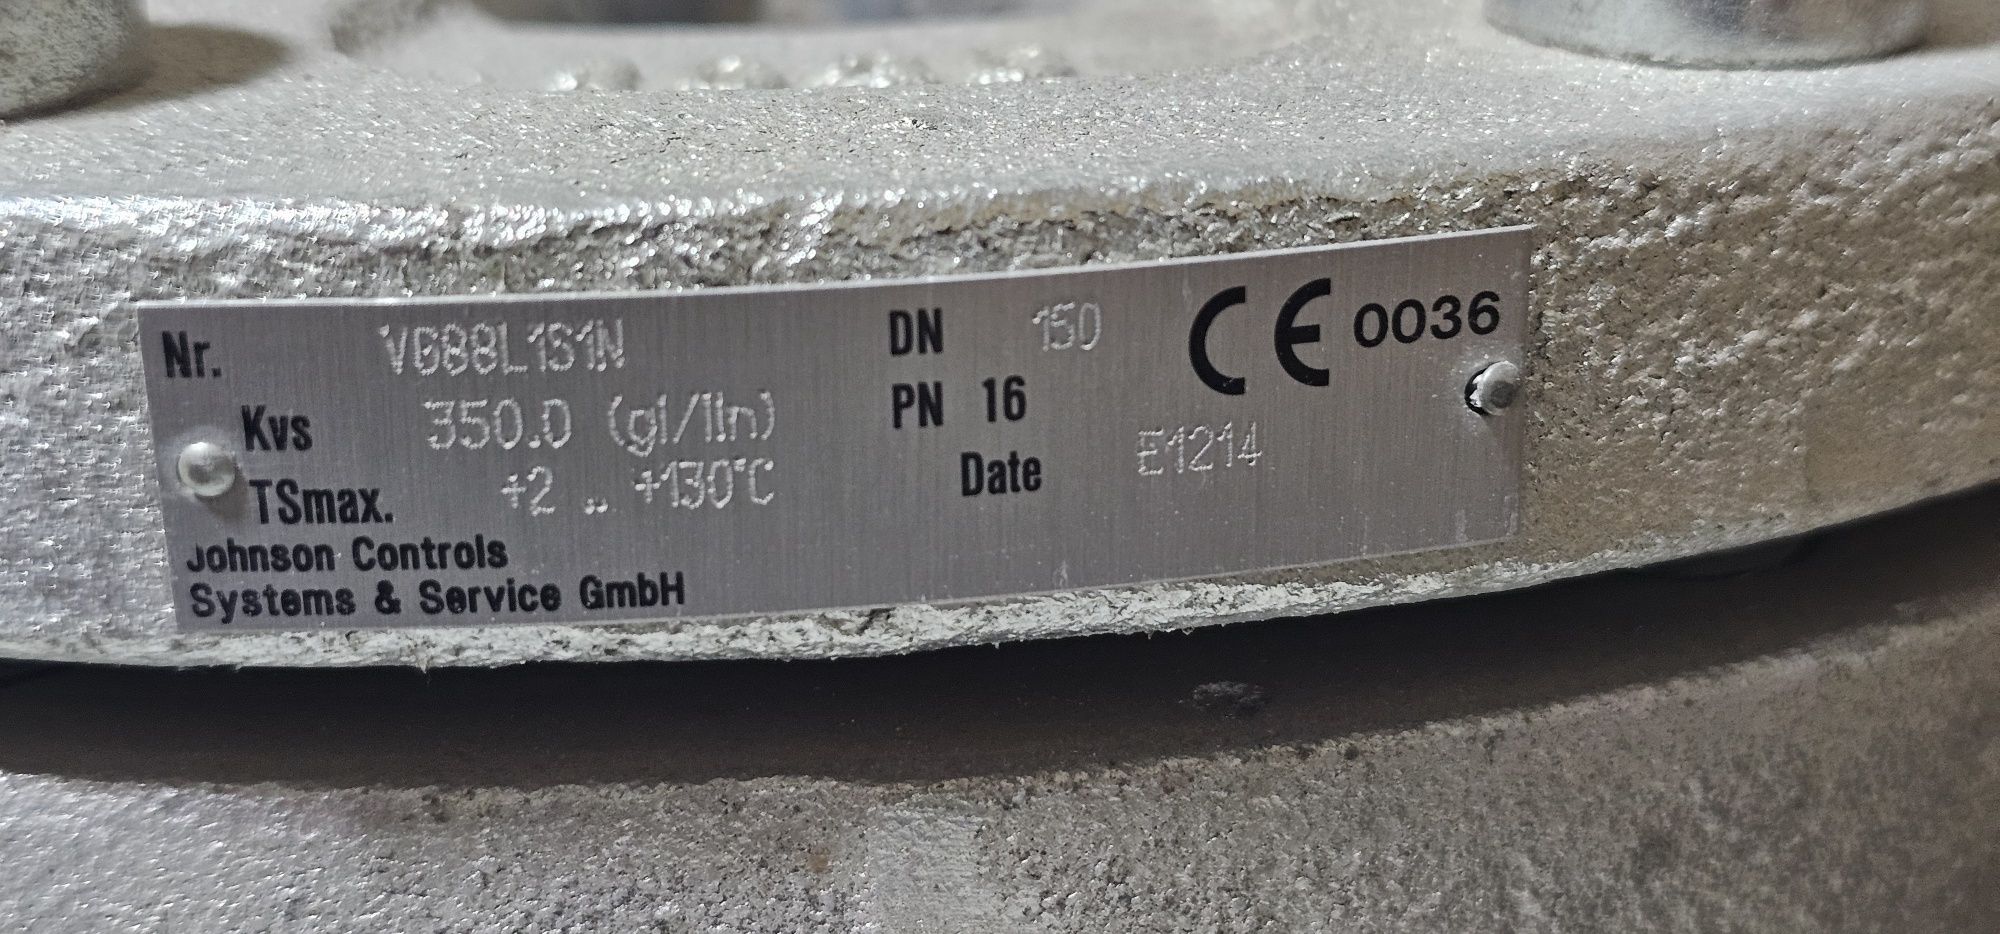 Nr. VG88L1S1N DN 150 CE 0036
Kvs 350.0 (gl/lin) PN 16
TSmax. +2 .. +130°C Date E1214
Johnson Controls
Systems & Service GmbH